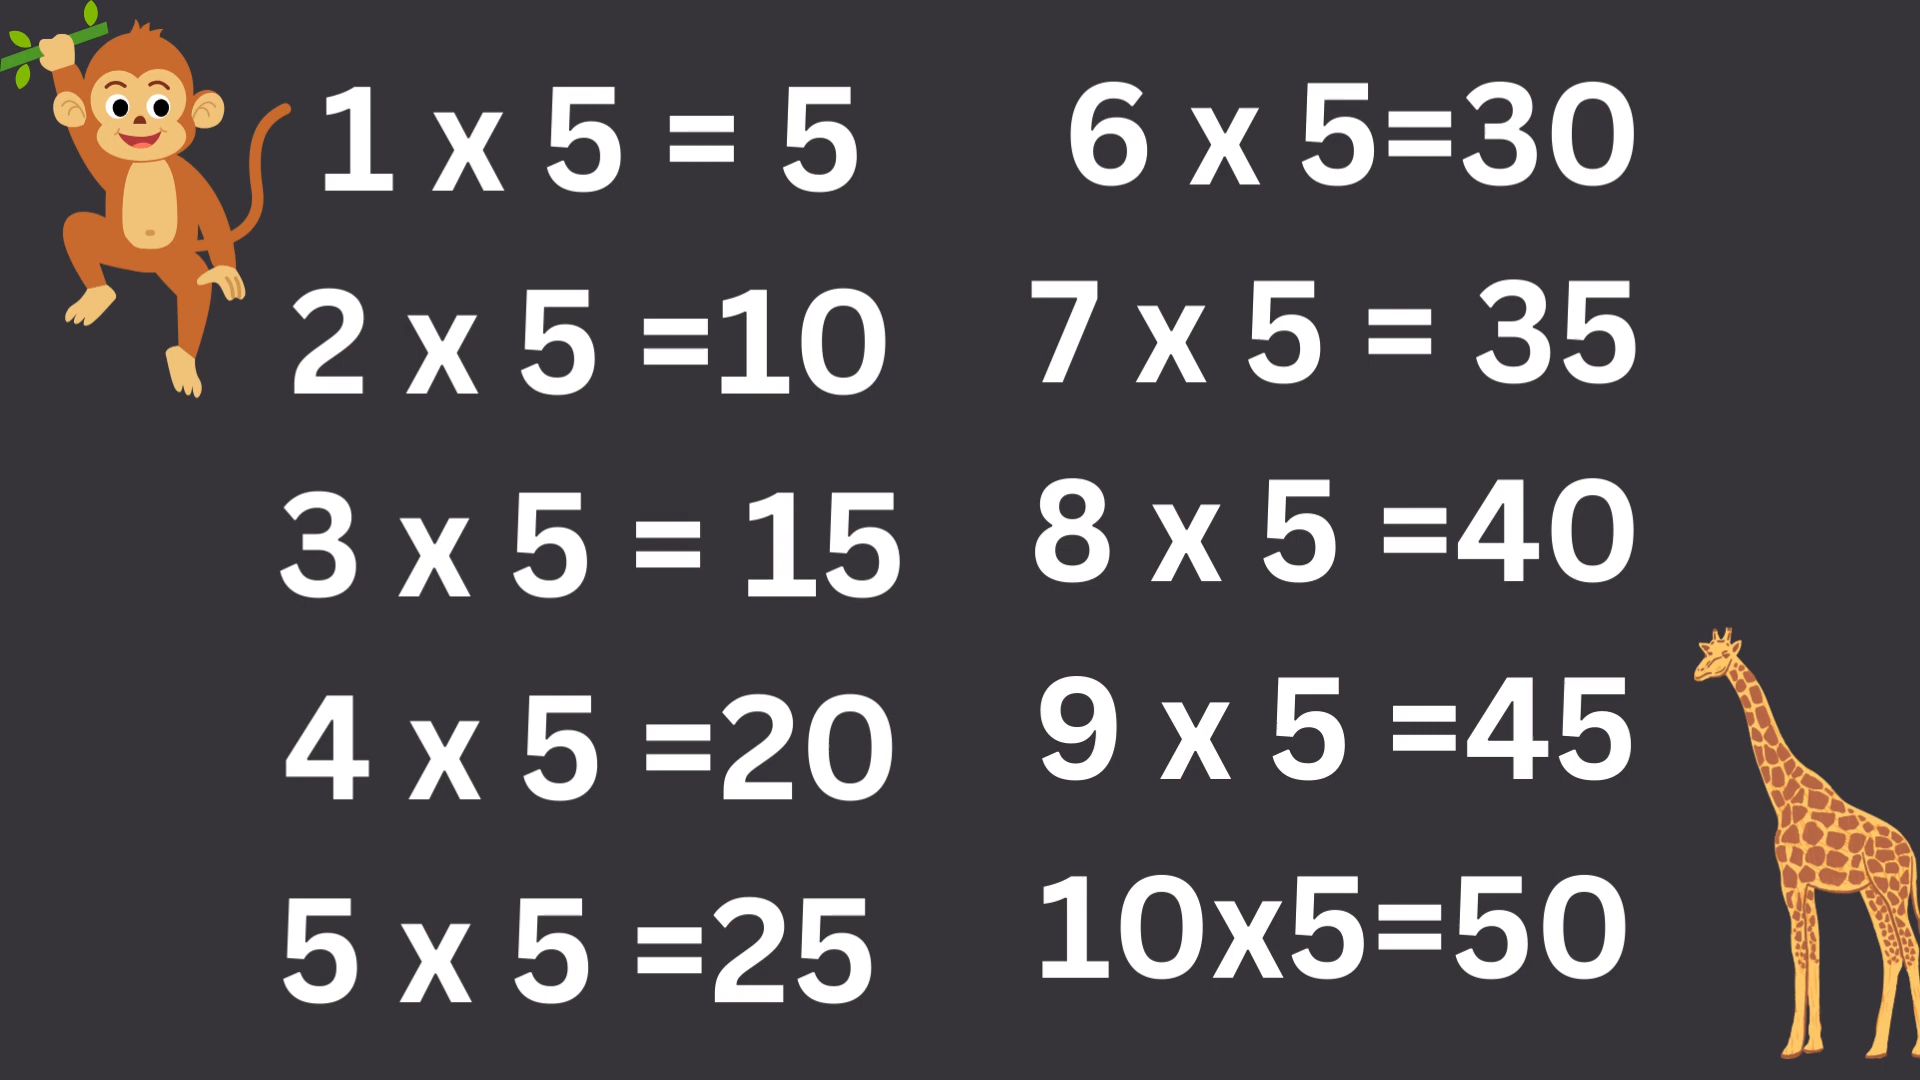 1 x 5 = 5
2 x 5 =10
3 x 5 = 15
4 x 5 =20
5 x 5 =25
6 x 5=30
7 x 5 = 35
8 x 5 =40
9 x 5 =45
10x5=50